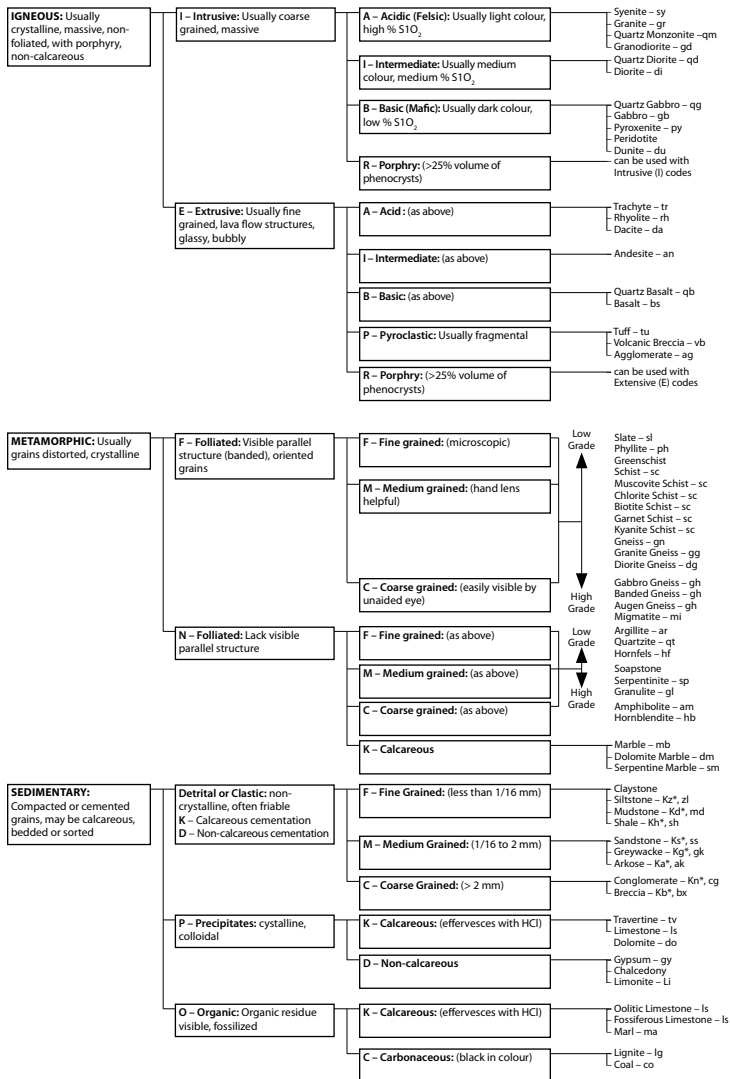 IGNEOUS: Usually
crystalline, massive, non-
foliated, with porphyry,
non-calcareous
I – Intrusive: Usually coarse
grained, massive
A – Acidic (Felsic): Usually light colour,
high % S1O2
Syenite – sy
Granite – gr
Quartz Monzonite –qm
Granodiorite – gd
I – Intermediate: Usually medium
colour, medium % S1O2
Quartz Diorite – qd
Diorite – di
B – Basic (Mafic): Usually dark colour,
low % S1O2
Quartz Gabbro – qg
Gabbro – gb
Pyroxenite – py
Peridotite
Dunite – du
R – Porphry: (>25% volume of
phenocrysts)
can be used with
Intrusive (I) codes
E – Extrusive: Usually fine
grained, lava flow structures,
glassy, bubbly
A – Acid : (as above)
Trachyte – tr
Rhyolite – rh
Dacite – da
I – Intermediate: (as above)
Andesite – an
B – Basic: (as above)
Quartz Basalt – qb
Basalt – bs
P – Pyroclastic: Usually fragmental
Tuff – tu
Volcanic Breccia – vb
Agglomerate – ag
R – Porphry: (>25% volume of
phenocrysts)
can be used with
Extensive (E) codes
METAMORPHIC: Usually
grains distorted, crystalline
F – Folliated: Visible parallel
structure (banded), oriented
grains
F – Fine grained: (microscopic)
M – Medium grained: (hand lens
helpful)
C – Coarse grained: (easily visible by
unaided eye)
Low
Grade
High
Grade
Slate – sl
Phyllite – ph
Greenschist
Schist – sc
Muscovite Schist – sc
Chlorite Schist – sc
Biotite Schist – sc
Garnet Schist – sc
Kyanite Schist – sc
Gneiss – gn
Granite Gneiss – gg
Diorite Gneiss – dg
Gabbro Gneiss – gh
Banded Gneiss – gh
Augen Gneiss – gh
Migmatite – mi
N – Folliated: Lack visible
parallel structure
F – Fine grained: (as above)
M – Medium grained: (as above)
C – Coarse grained: (as above)
Low
Grade
High
Grade
Argillite – ar
Quartzite – qt
Hornfels – hf
Soapstone
Serpentinite – sp
Granulite – gl
Amphibolite – am
Hornblendite – hb
K – Calcareous
Marble – mb
Dolomite Marble – dm
Serpentine Marble – sm
SEDIMENTARY:
Compacted or cemented
grains, may be calcareous,
bedded or sorted
Detrital or Clastic: non-
crystalline, often friable
K – Calcareous cementation
D – Non-calcareous cementation
F – Fine Grained: (less than 1/16 mm)
Claystone
Siltstone – Kz*, zl
Mudstone – Kd*, md
Shale – Kh*, sh
M – Medium Grained: (1/16 to 2 mm)
Sandstone – Ks*, ss
Greywacke – Kg*, gk
Arkose – Ka*, ak
C – Coarse Grained: (> 2 mm)
Conglomerate – Kn*, cg
Breccia – Kb*, bx
P – Precipitates: cystalline,
colloidal
K – Calcareous: (effervesces with HCl)
Travertine – tv
Limestone – ls
Dolomite – do
D – Non-calcareous
Gypsum – gy
Chalcedony
Limonite – Li
O – Organic: Organic residue
visible, fossilized
K – Calcareous: (effervesces with HCl)
Oolitic Limestone – ls
Fossiferous Limestone – ls
Marl – ma
C – Carbonaceous: (black in colour)
Lignite – lg
Coal – co